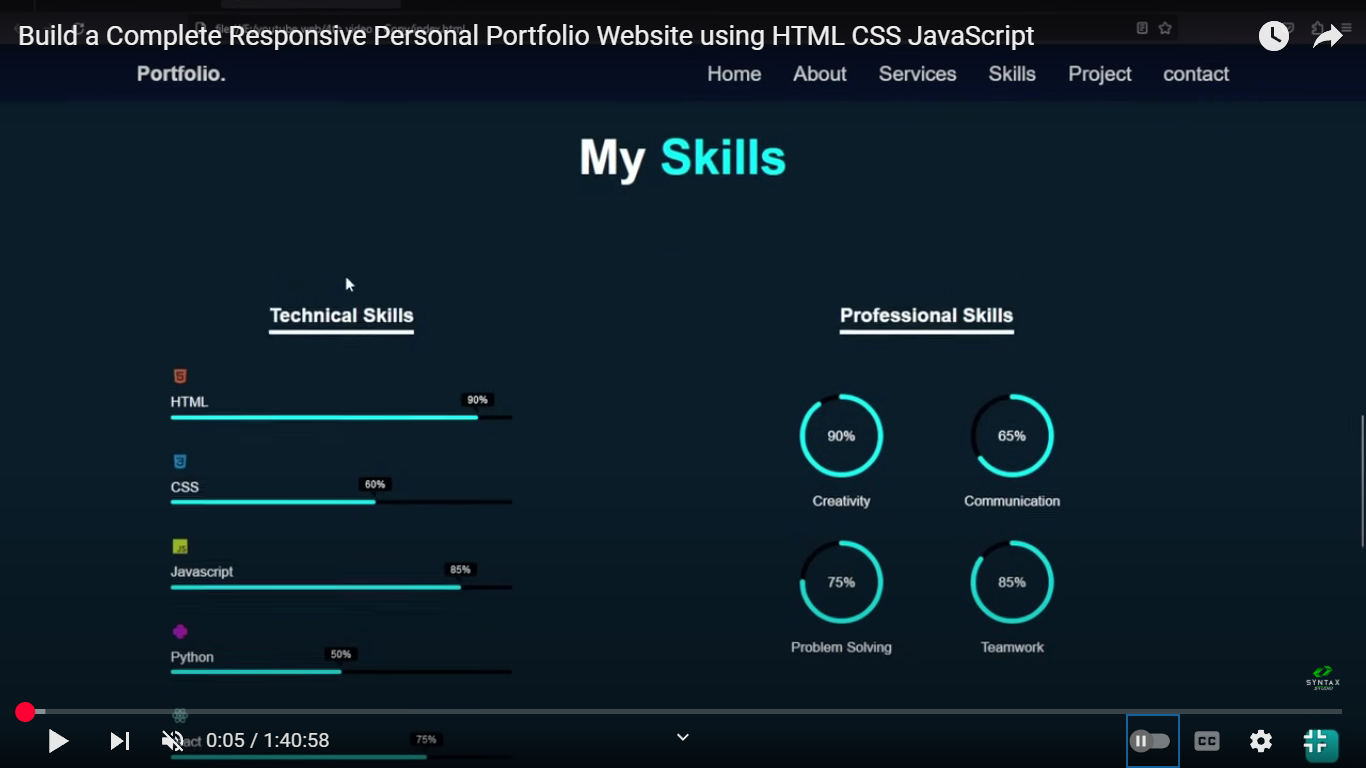 Build a Complete Responsive Personal Portfolio Website using HTML CSS JavaScript
Portfolio.
Home About Services Skills Project contact
My Skills
Technical Skills
Professional Skills
HTML
90%
CSS
60%
Javascript
85%
Python
50%
75%
90%
Creativity
65%
Communication
75%
Problem Solving
85%
Teamwork
SYNTAX
0:05 / 1:40:58
CC